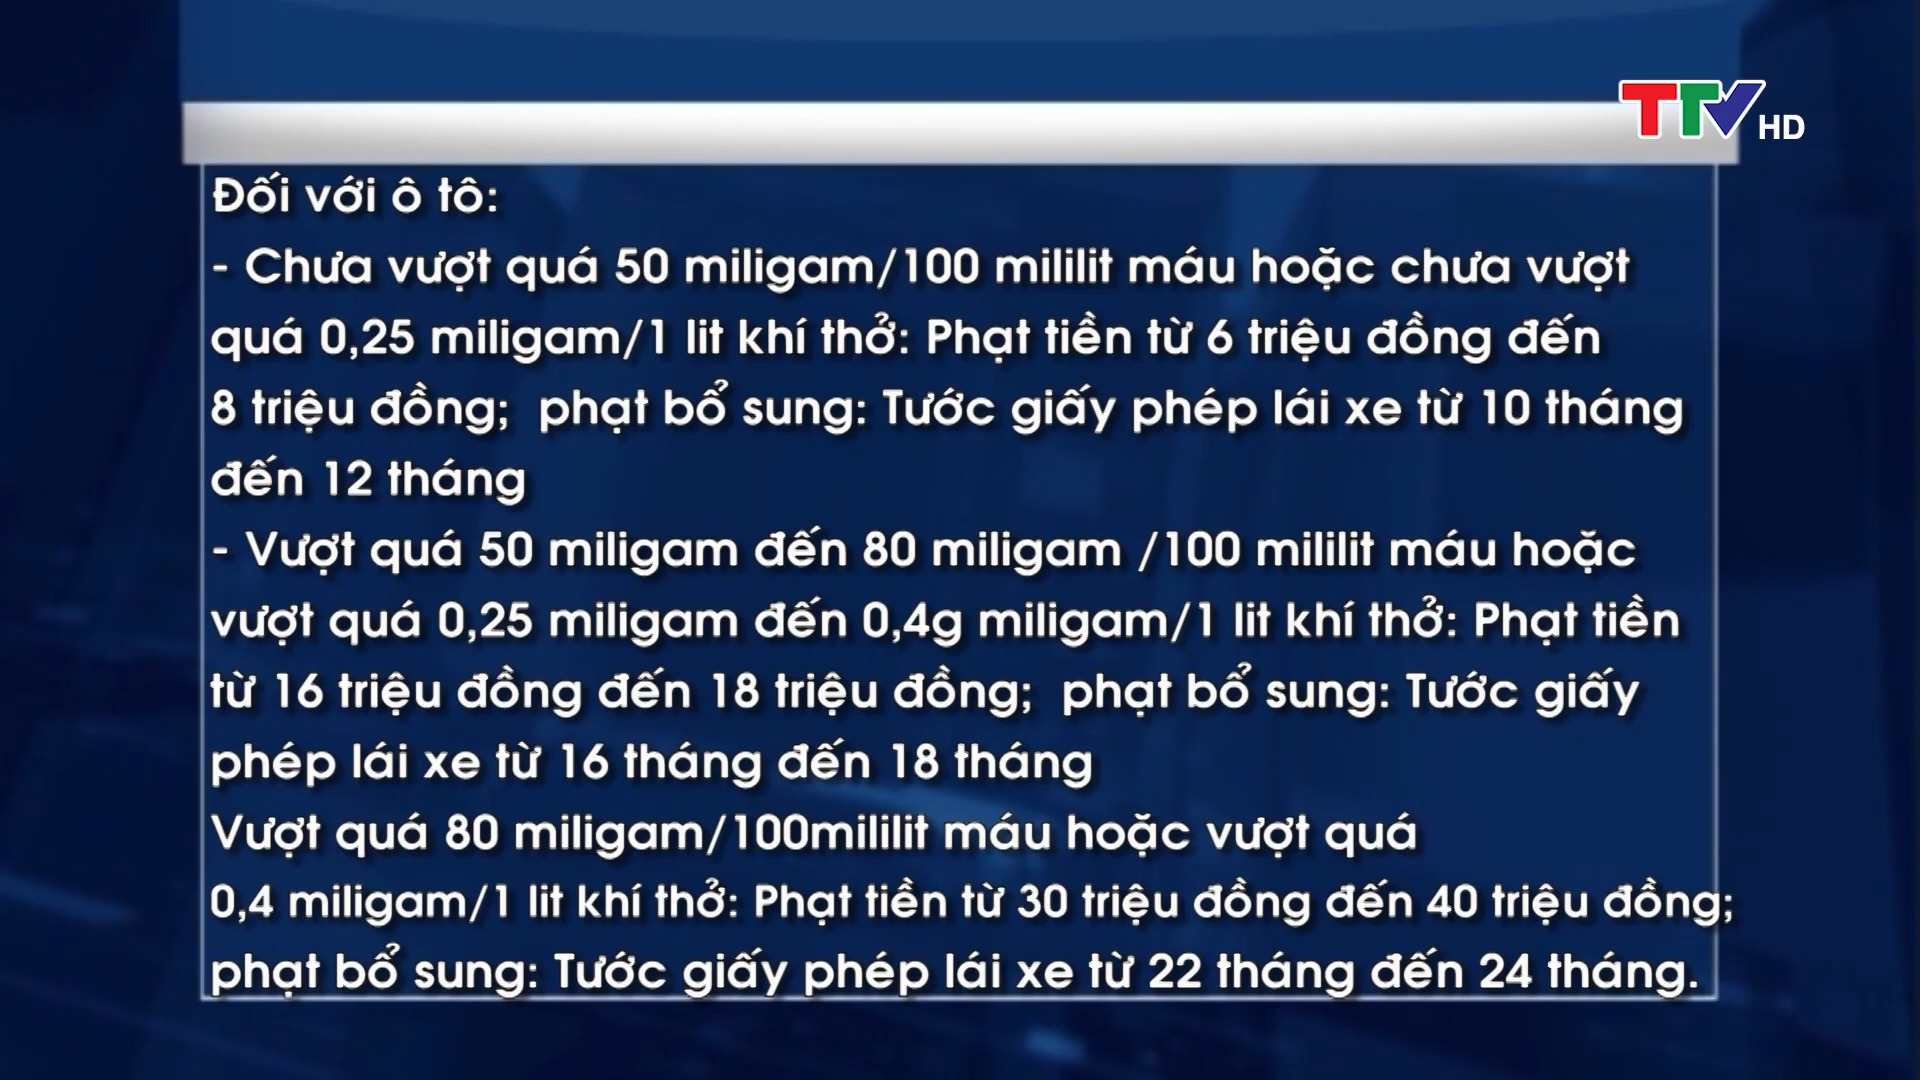 TTV HD
Đối với ô tô:
- Chưa vượt quá 50 miligam/100 mililit máu hoặc chưa vượt
quá 0,25 miligam/1 lit khí thở: Phạt tiền từ 6 triệu đồng đến
8 triệu đồng;  phạt bổ sung: Tước giấy phép lái xe từ 10 tháng
đến 12 tháng
- Vượt quá 50 miligam đến 80 miligam /100 mililit máu hoặc
vượt quá 0,25 miligam đến 0,4g miligam/1 lit khí thở: Phạt tiền
từ 16 triệu đồng đến 18 triệu đồng;  phạt bổ sung: Tước giấy
phép lái xe từ 16 tháng đến 18 tháng
Vượt quá 80 miligam/100mililit máu hoặc vượt quá
0,4 miligam/1 lit khí thở: Phạt tiền từ 30 triệu đồng đến 40 triệu đồng;
phạt bổ sung: Tước giấy phép lái xe từ 22 tháng đến 24 tháng.